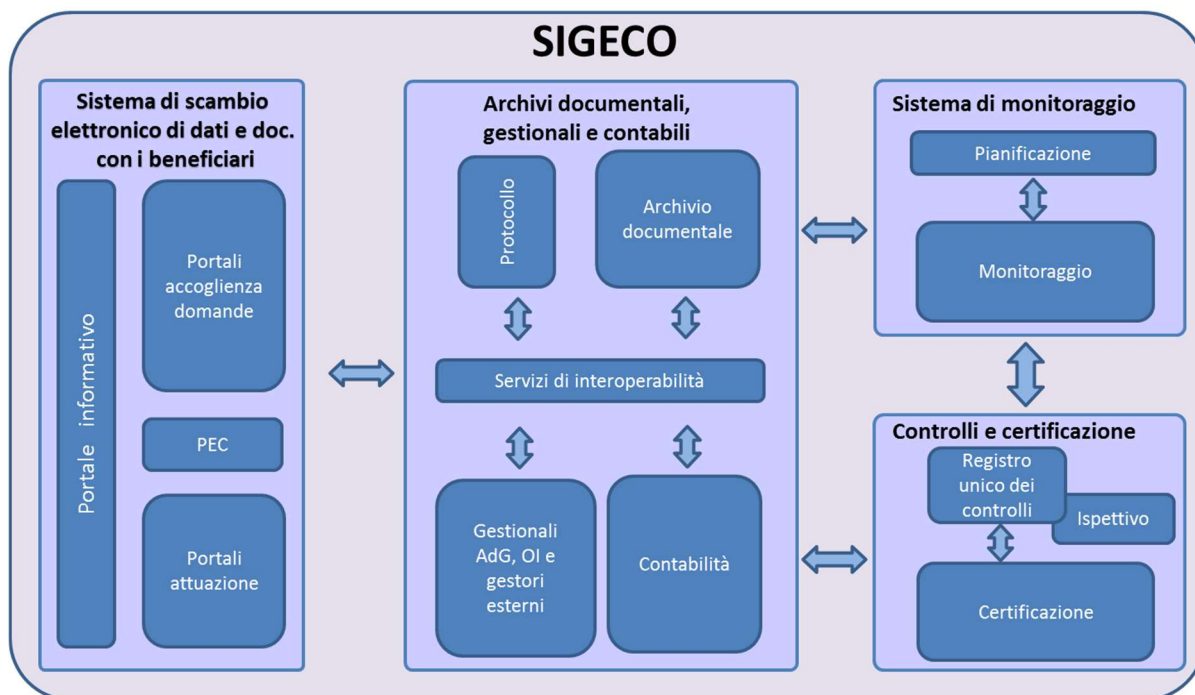 SIGECO
Sistema di scambio
elettronico di dati e doc.
con i beneficiari
Portale informativo
Portali
accoglienza
domande
PEC
Portali
attuazione
Archivi documentali,
gestionali e contabili
Protocollo
Archivio
documentale
Servizi di interoperabilità
Gestionali
AdG, OI e
gestori
esterni
Contabilità
Sistema di monitoraggio
Pianificazione
Monitoraggio
Controlli e certificazione
Registro
unico dei
controlli
Ispettivo
Certificazione